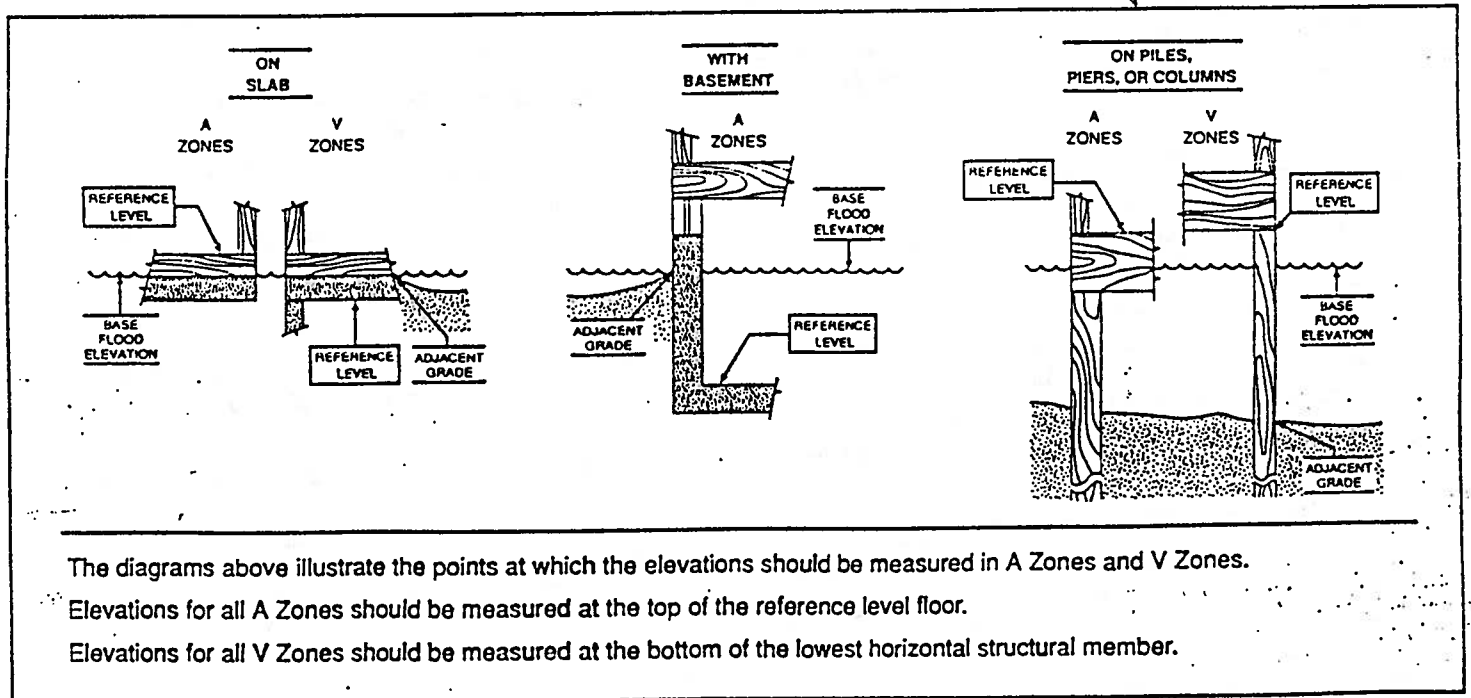 ON
SLAB
A
ZONES
V
ZONES
REFERENCE
LEVEL
BASE
FLOOD
ELEVATION
REFERENCE
LEVEL
ADJACENT
GRADE
WITH
BASEMENT
A
ZONES
BASE
FLOOD
ELEVATION
ADJACENT
GRADE
REFERENCE
LEVEL
ON PILES,
PIERS, OR COLUMNS
A
ZONES
V
ZONES
REFERENCE
LEVEL
REFERENCE
LEVEL
BASE
FLOOD
ELEVATION
ADJACENT
GRADE
The diagrams above illustrate the points at which the elevations should be measured in A Zones and V Zones.
Elevations for all A Zones should be measured at the top of the reference level floor.
Elevations for all V Zones should be measured at the bottom of the lowest horizontal structural member.